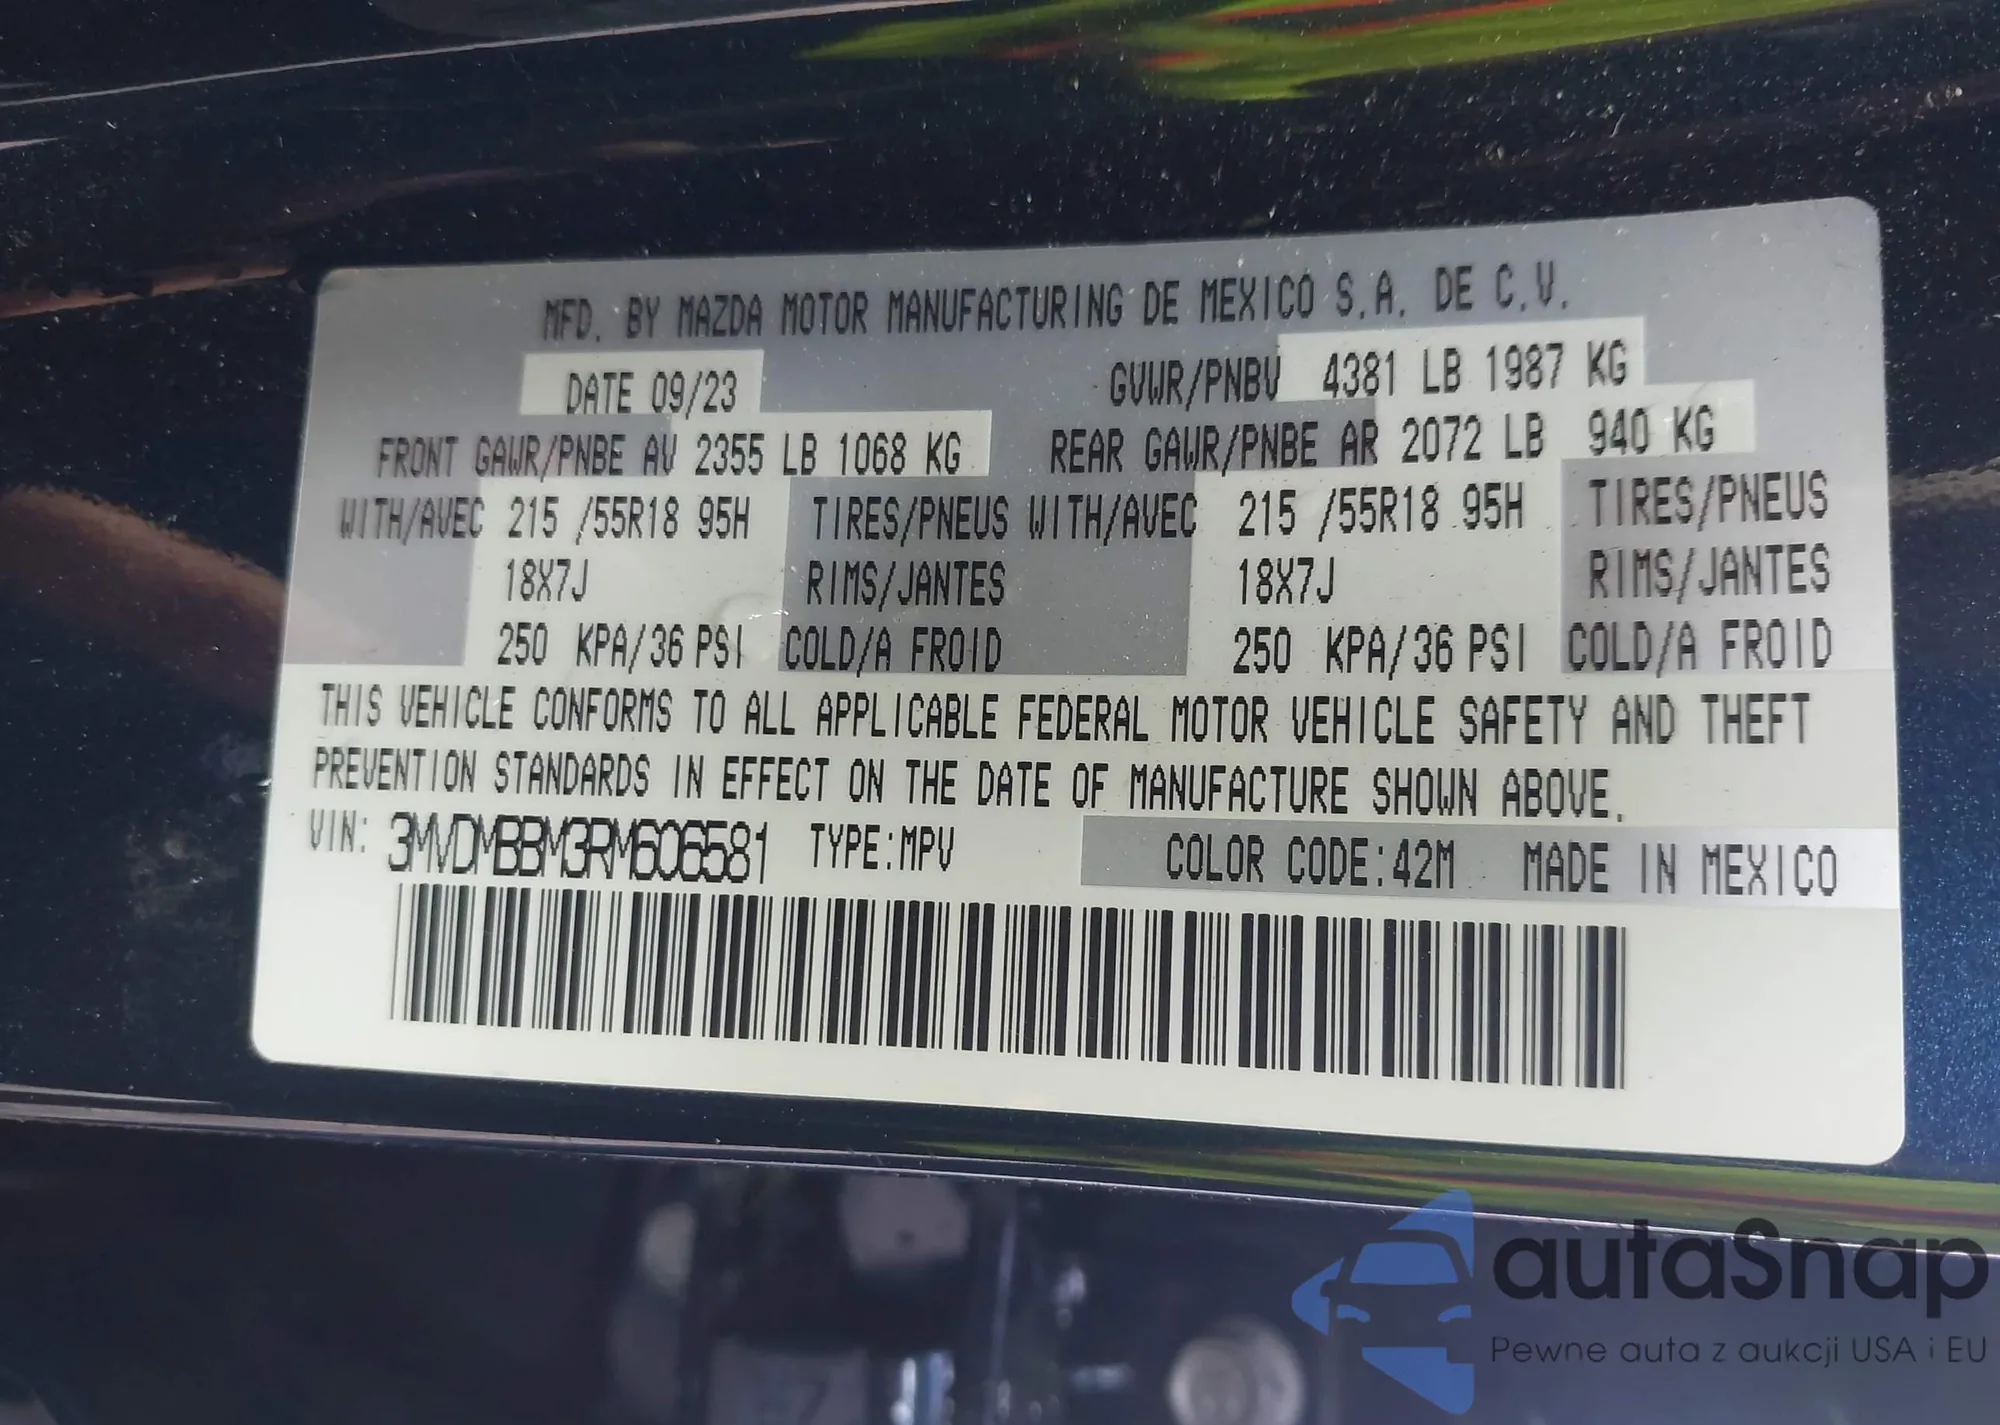 MFD. BY MAZDA MOTOR MANUFACTURING DE MEXICO S.A. DE C.V.
DATE 09/23 GVWR/PNBV 4381 LB 1987 KG
FRONT GAWR/PNBE AV 2355 LB 1068 KG REAR GAWR/PNBE AR 2072 LB 940 KG
WITH/AVEC 215 /55R18 95H TIRES/PNEUS WITH/AVEC 215 /55R18 95H TIRES/PNEUS
18X7J RIMS/JANTES 18X7J RIMS/JANTES
250 KPA/36 PSI COLD/A FROID 250 KPA/36 PSI COLD/A FROID
THIS VEHICLE CONFORMS TO ALL APPLICABLE FEDERAL MOTOR VEHICLE SAFETY AND THEFT
PREVENTION STANDARDS IN EFFECT ON THE DATE OF MANUFACTURE SHOWN ABOVE.
VIN: 3MVDMBBM3RM606581 TYPE:MPV COLOR CODE:42M MADE IN MEXICO
autaSnap
Pewne auta z aukcji USA i EU